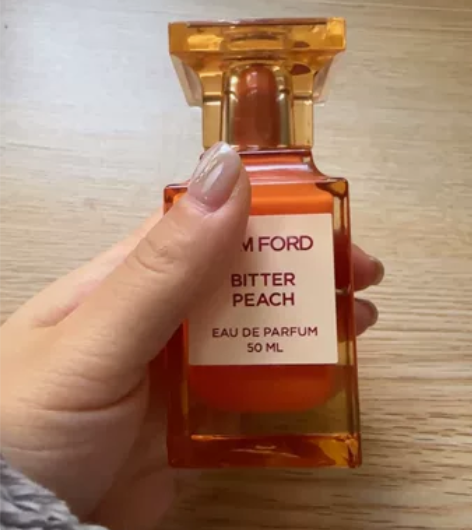 M FORD
BITTER
PEACH
EAU DE PARFUM
50 ML